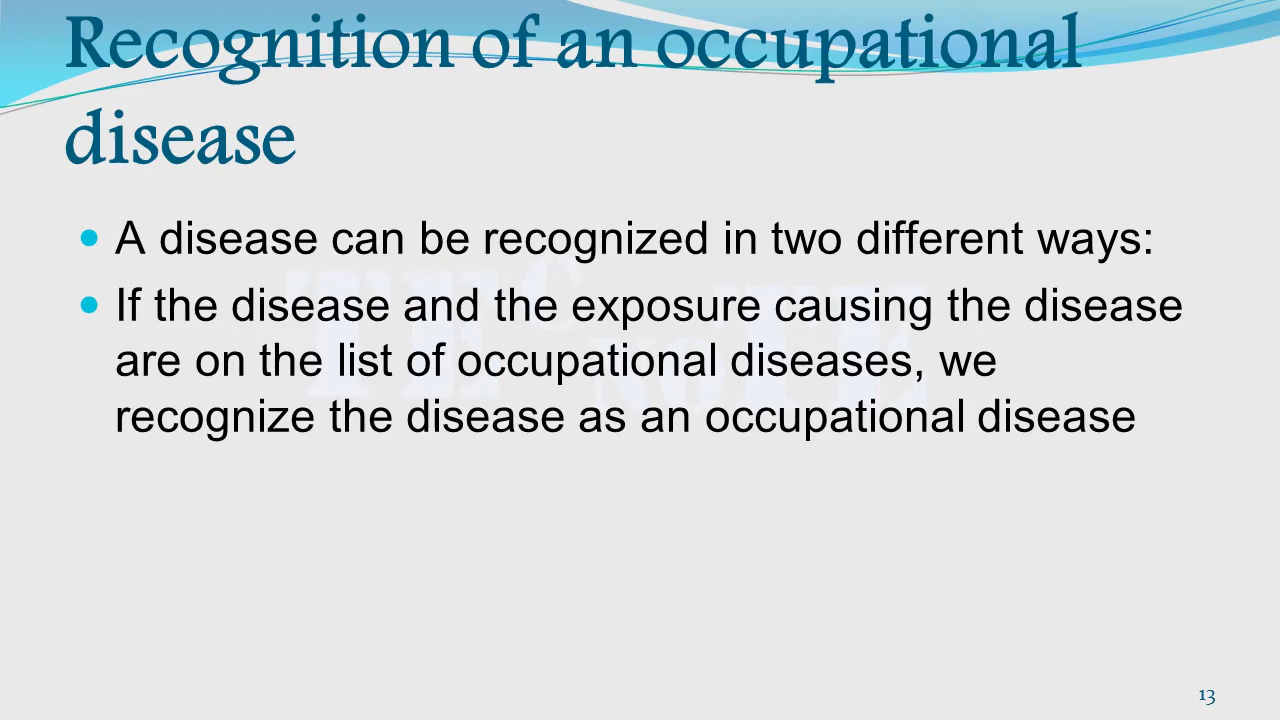 Recognition of an occupational
disease
A disease can be recognized in two different ways:
If the disease and the exposure causing the disease
are on the list of occupational diseases, we
recognize the disease as an occupational disease
13